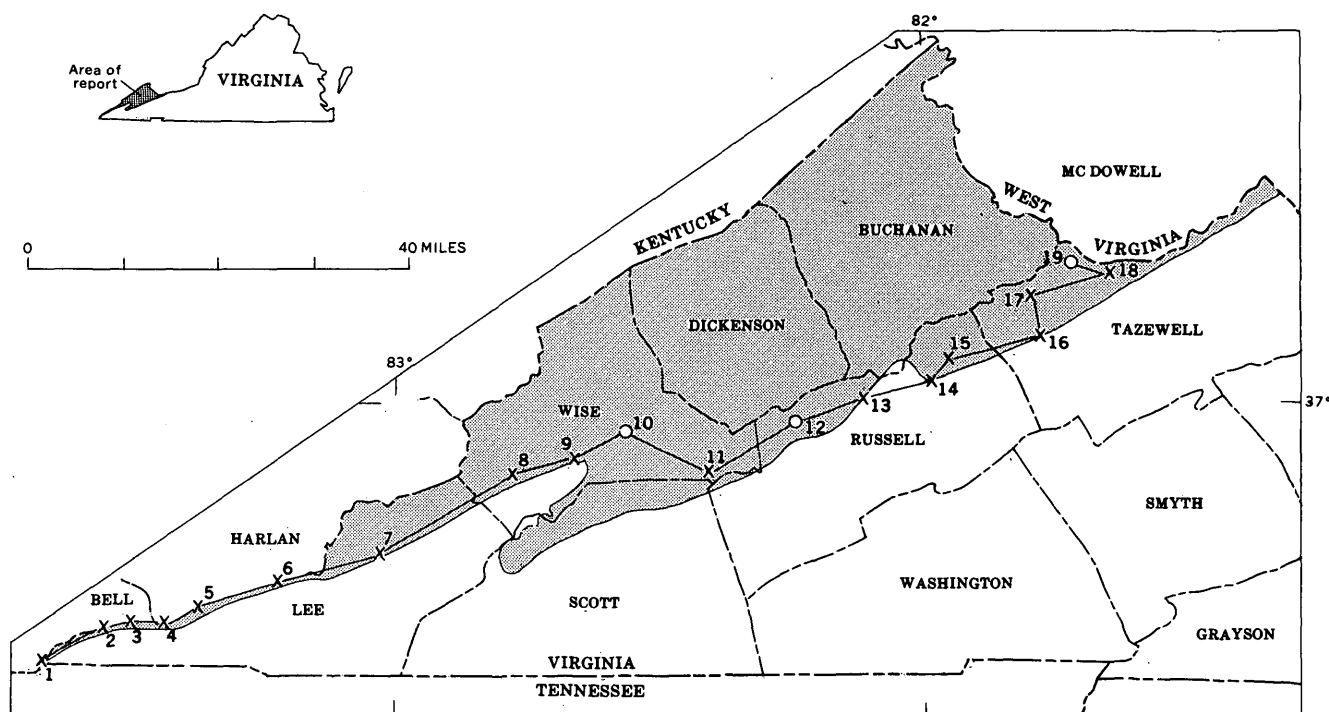 Area of
report
VIRGINIA
82°
0
40 MILES
83°
37°
KENTUCKY
WEST
VIRGINIA
MC DOWELL
BUCHANAN
DICKENSON
TAZEWELL
WISE
RUSSELL
SMYTH
HARLAN
BELL
LEE
SCOTT
WASHINGTON
GRAYSON
VIRGINIA
TENNESSEE
1
2
3
4
5
6
7
8
9
10
11
12
13
14
15
16
17
18
19